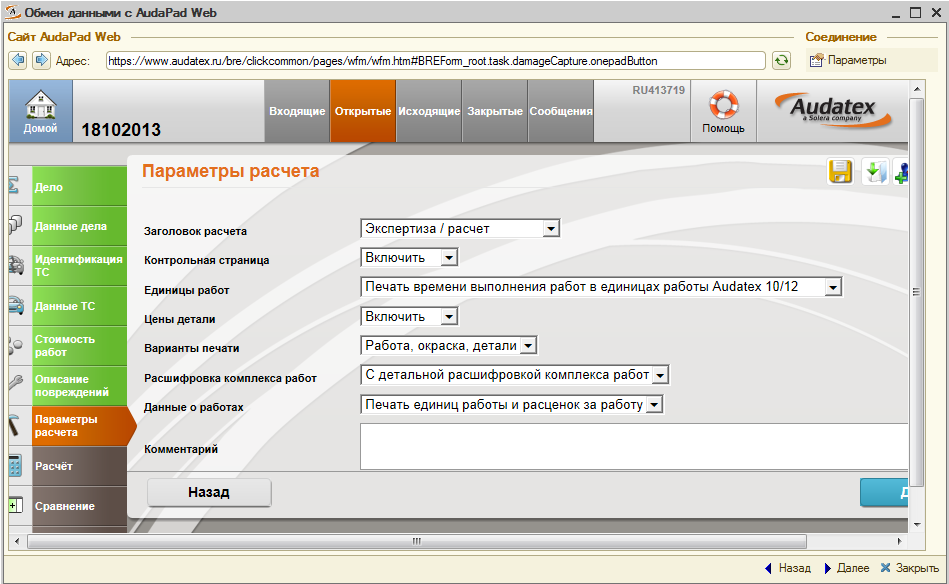 Обмен данными с AudaPad Web
Сайт AudaPad Web
Соединение
Адрес:
https://www.audatex.ru/bre/clickcommon/pages/wfm/wfm.htm#BREForm_root.task.damageCapture.onepadButton
Параметры
Домой
18102013
Входящие
Открытые
Исходящие
Закрытые
Сообщения
RU413719
Помощь
Audatex
a Solera company
Дело
Данные дела
Идентификация
ТС
Данные ТС
Стоимость
работ
Описание
повреждений
Параметры
расчета
Расчёт
Сравнение
Параметры расчета
Заголовок расчета
Экспертиза / расчет
Контрольная страница
Включить
Единицы работ
Печать времени выполнения работ в единицах работы Audatex 10/12
Цены детали
Включить
Варианты печати
Работа, окраска, детали
Расшифровка комплекса работ
С детальной расшифровкой комплекса работ
Данные о работах
Печать единиц работы и расценок за работу
Комментарий
Назад
Назад
Далее
Закрыть